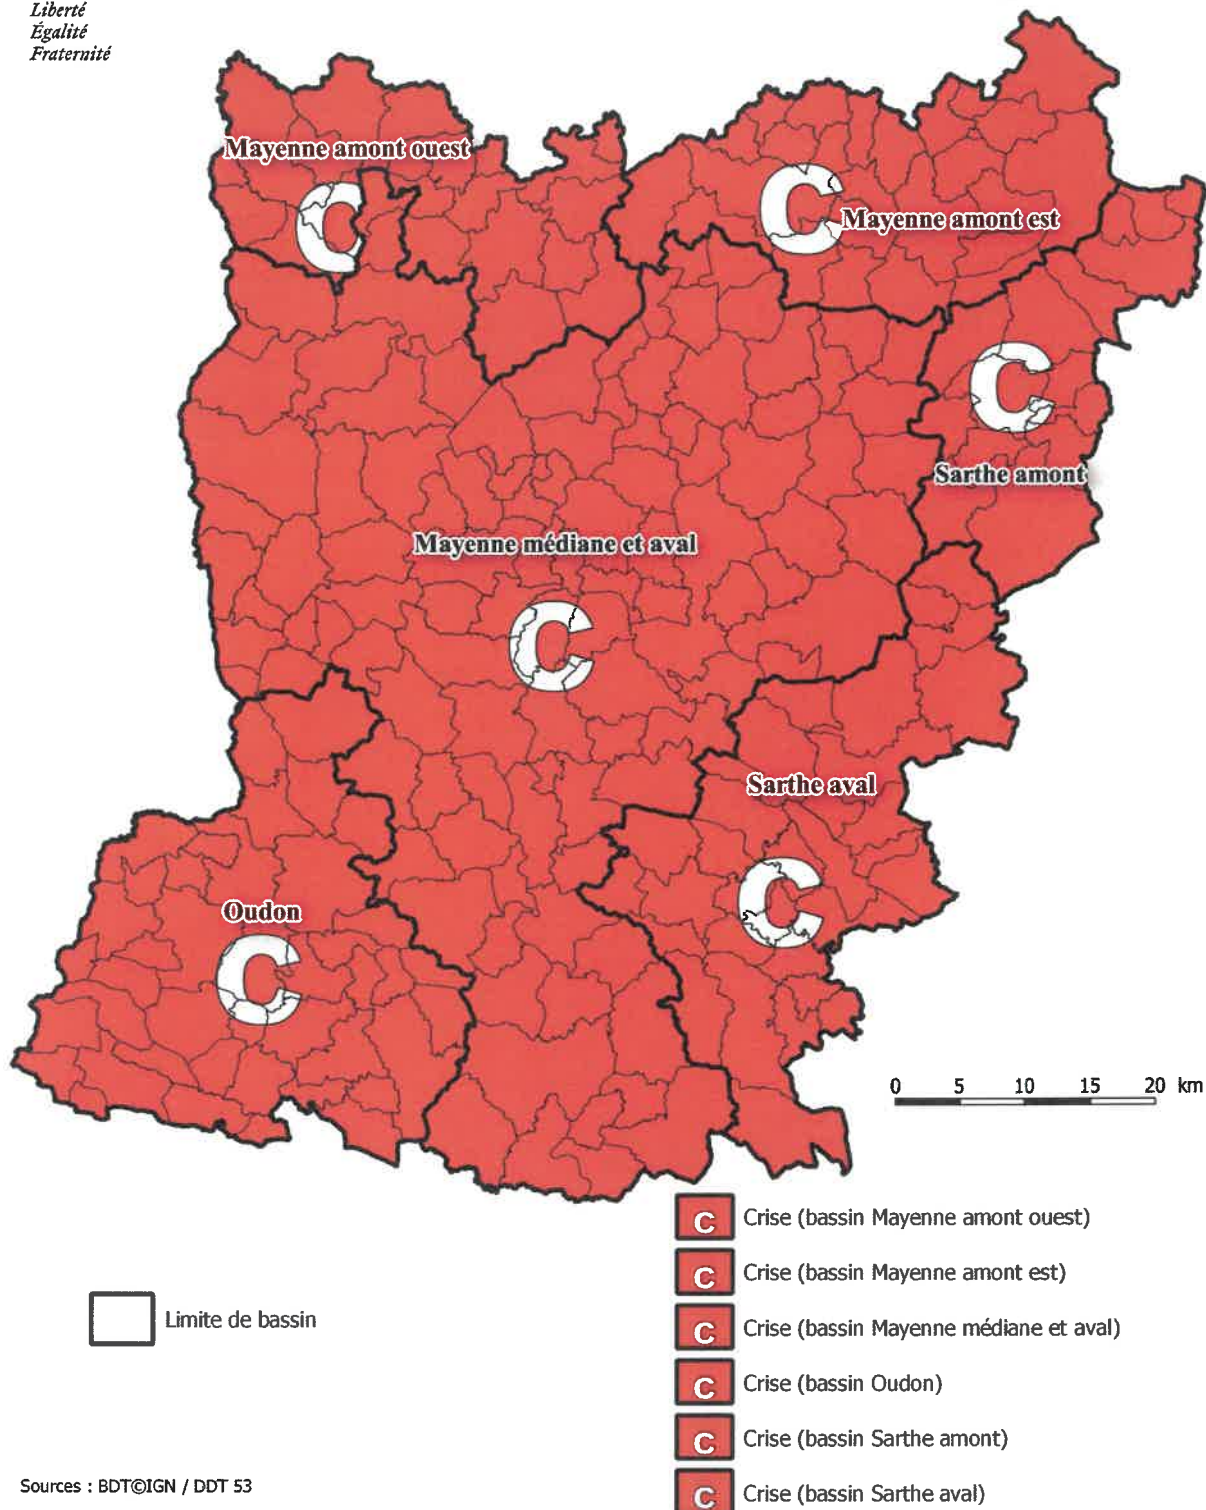 Liberté
Égalité
Fraternité
Mayenne amont ouest
C
C
Mayenne amont est
C
Sarthe amont
Mayenne médiane et aval
C
Sarthe aval
C
Oudon
C
0 5 10 15 20 km
C Crise (bassin Mayenne amont ouest)
C Crise (bassin Mayenne amont est)
C Crise (bassin Mayenne médiane et aval)
C Crise (bassin Oudon)
C Crise (bassin Sarthe amont)
C Crise (bassin Sarthe aval)
Limite de bassin
Sources : BDT©IGN / DDT 53